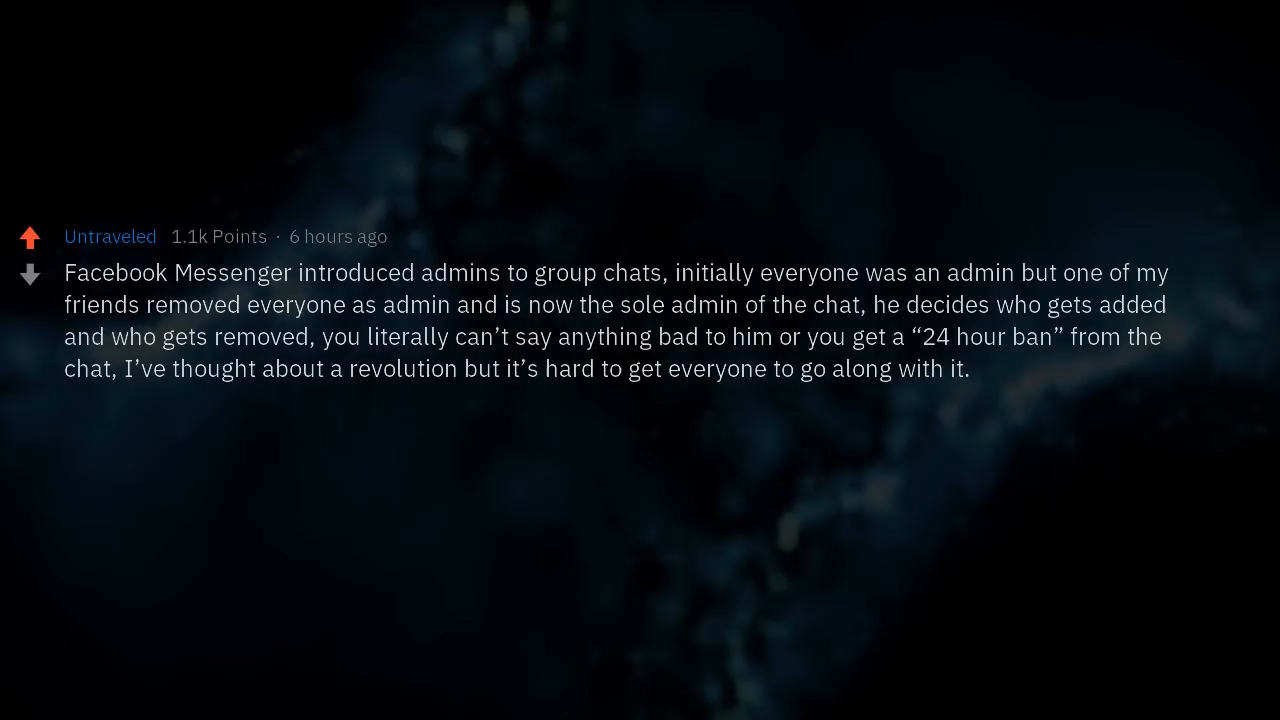 Untraveled 1.1k Points · 6 hours ago
Facebook Messenger introduced admins to group chats, initially everyone was an admin but one of my
friends removed everyone as admin and is now the sole admin of the chat, he decides who gets added
and who gets removed, you literally can’t say anything bad to him or you get a “24 hour ban” from the
chat, I’ve thought about a revolution but it’s hard to get everyone to go along with it.